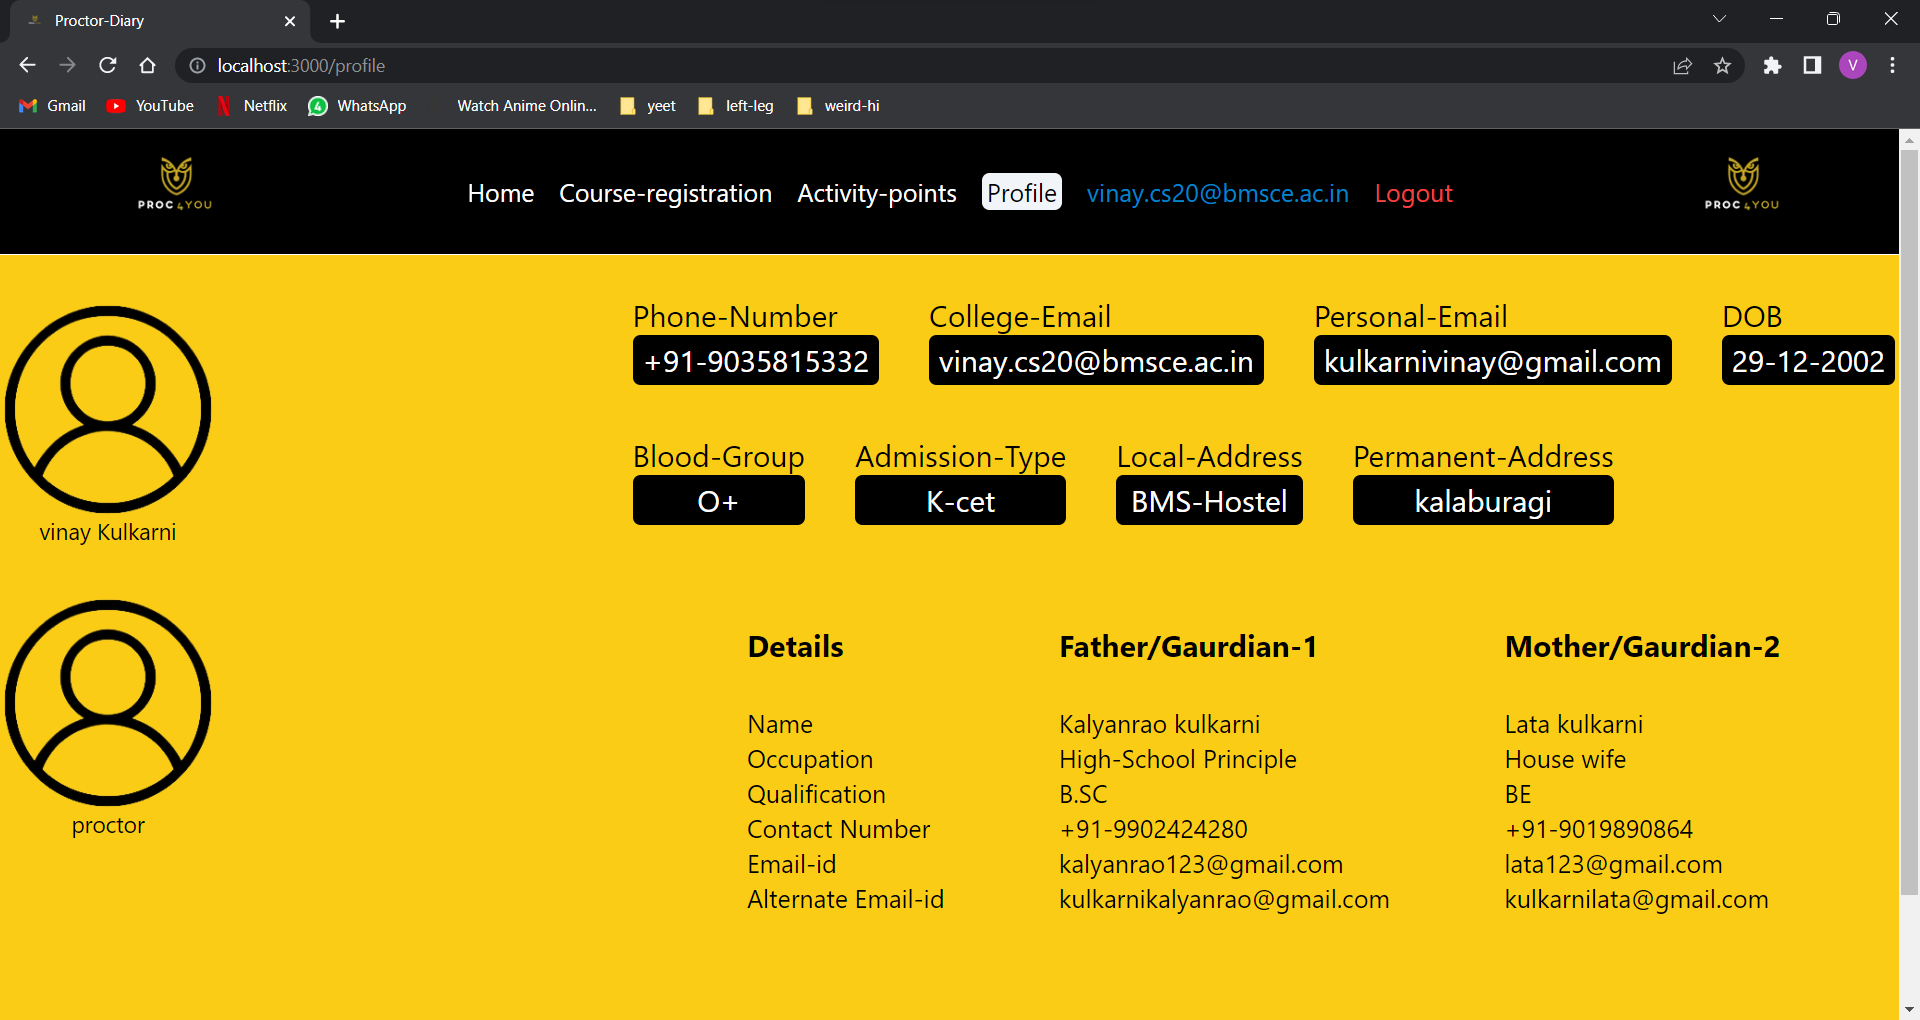 Proctor-Diary
localhost:3000/profile
V
Gmail YouTube Netflix 4 WhatsApp Watch Anime Onlin... yeet left-leg weird-hi
PROC 4YOU
Home Course-registration Activity-points Profile vinay.cs20@bmsce.ac.in Logout
PROC 4YOU
Phone-Number College-Email Personal-Email DOB
+91-9035815332 vinay.cs20@bmsce.ac.in kulkarnivinay@gmail.com 29-12-2002
Blood-Group Admission-Type Local-Address Permanent-Address
O+ K-cet BMS-Hostel kalaburagi
vinay Kulkarni
proctor
Details Father/Gaurdian-1 Mother/Gaurdian-2
Name Kalyanrao kulkarni Lata kulkarni
Occupation High-School Principle House wife
Qualification B.SC BE
Contact Number +91-9902424280 +91-9019890864
Email-id kalyanrao123@gmail.com lata123@gmail.com
Alternate Email-id kulkarnikalyanrao@gmail.com kulkarnilata@gmail.com